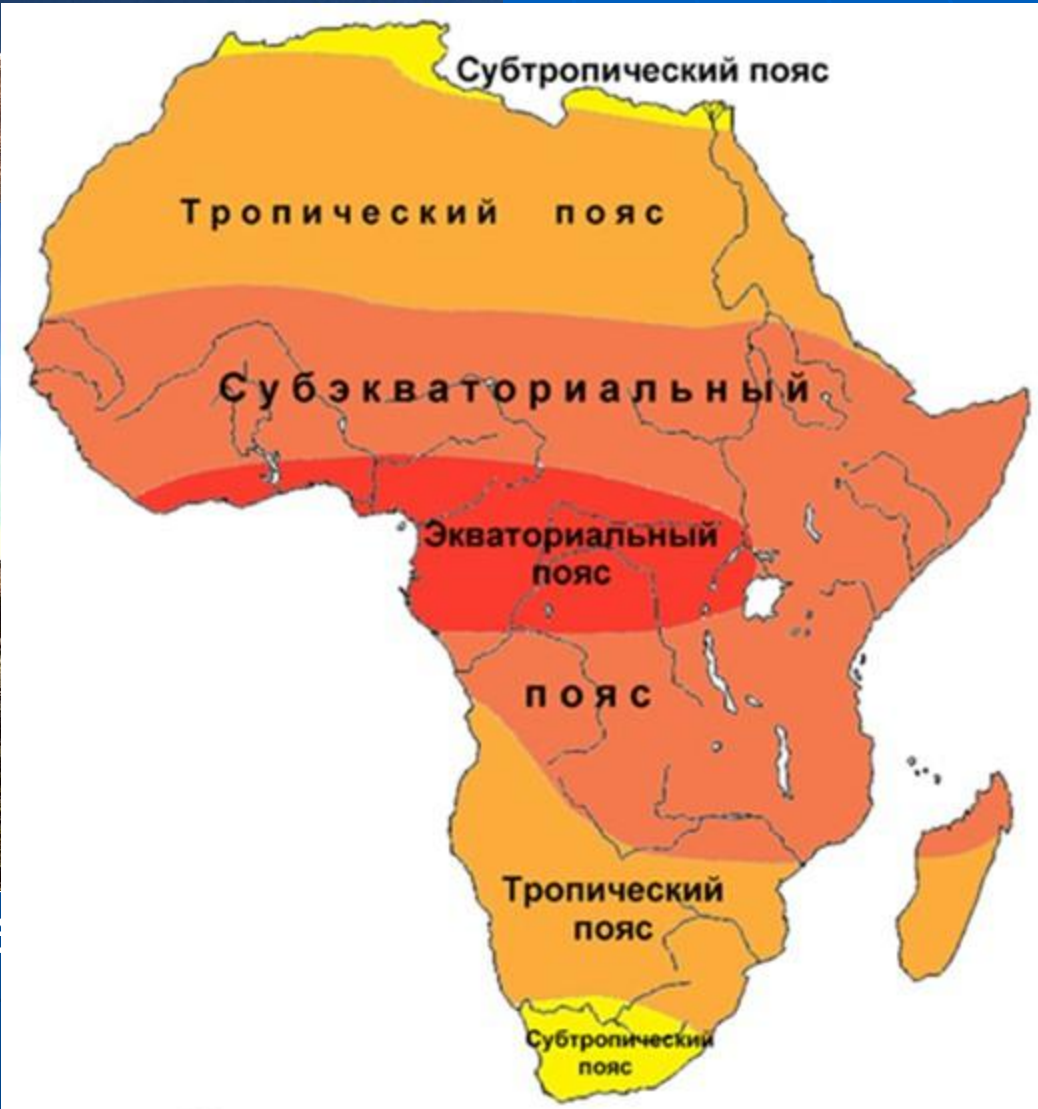 Субтропический пояс
Тропический пояс
Субэкваториальный
Экваториальный
пояс
пояс
Тропический
пояс
Субтропический
пояс